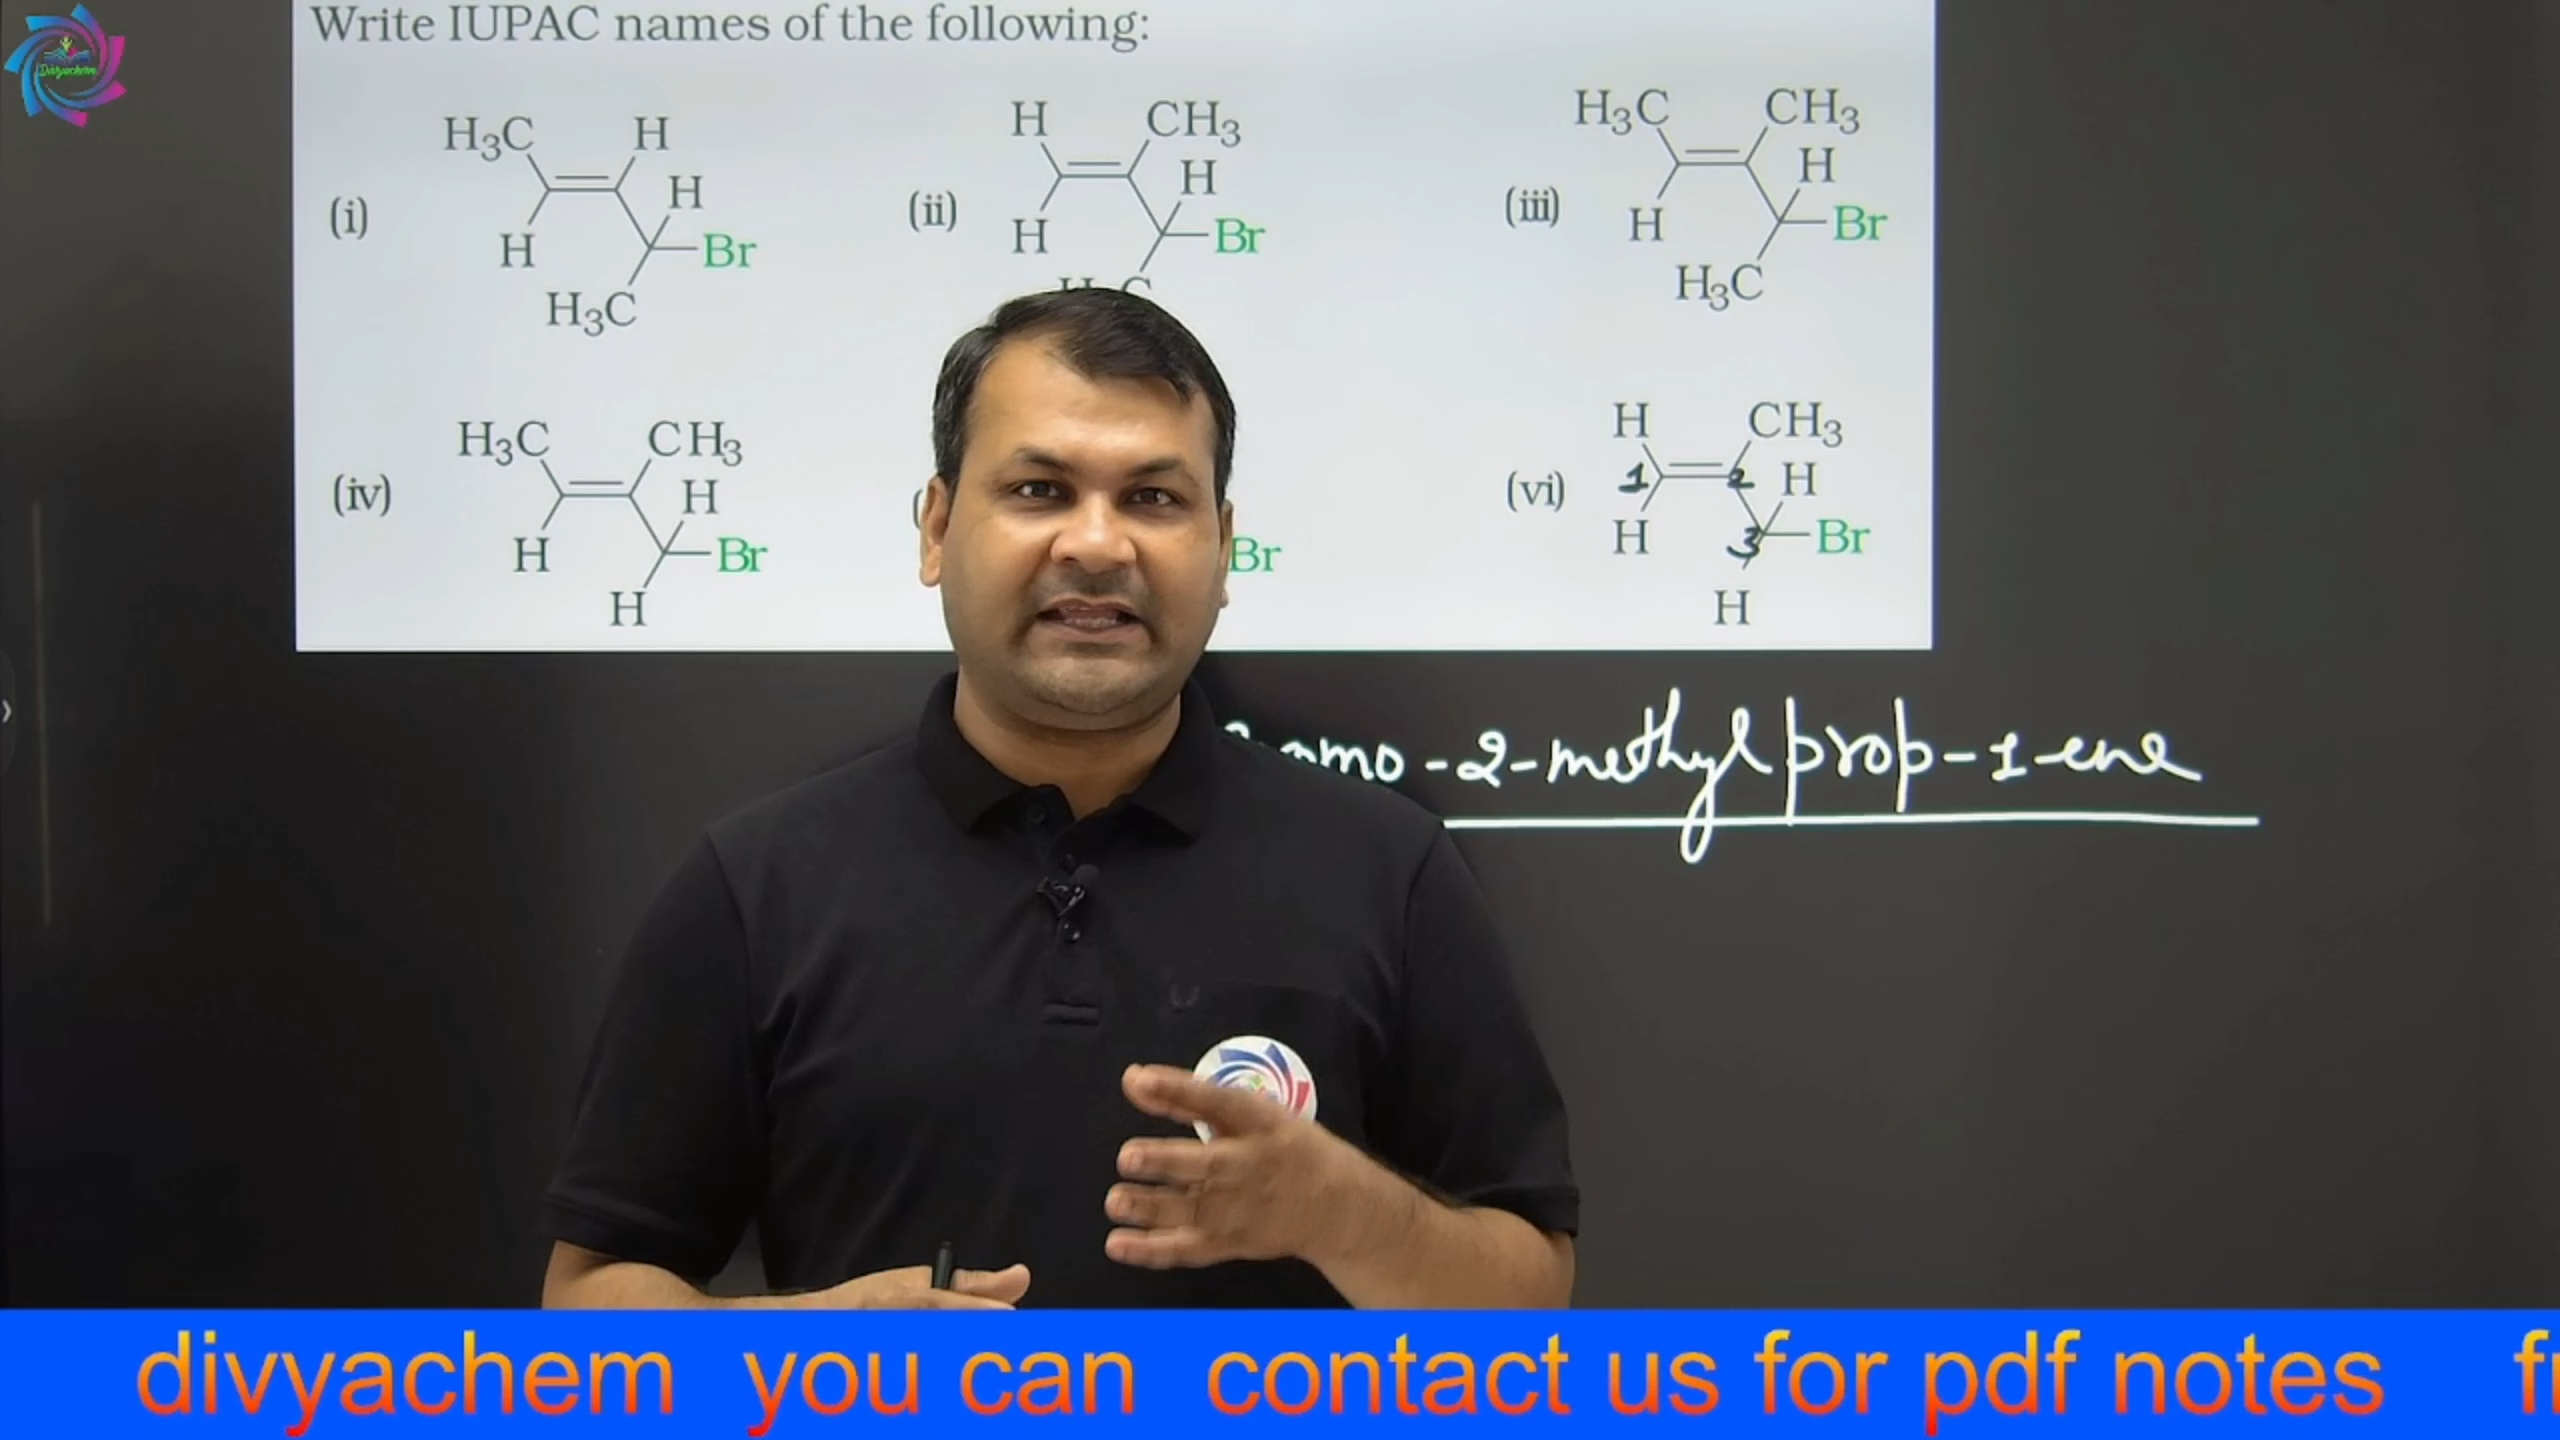 Divyachem
Write IUPAC names of the following:
(i) H₃C H H Br H H₃C
(ii) H CH₃ H Br H
(iii) H₃C CH₃ H Br H H₃C
(iv) H₃C CH₃ H Br H H
Br
(vi) H CH₃ H Br H H 1 2 3
-2-methylprop-1-ene
divyachem you can contact us for pdf notes